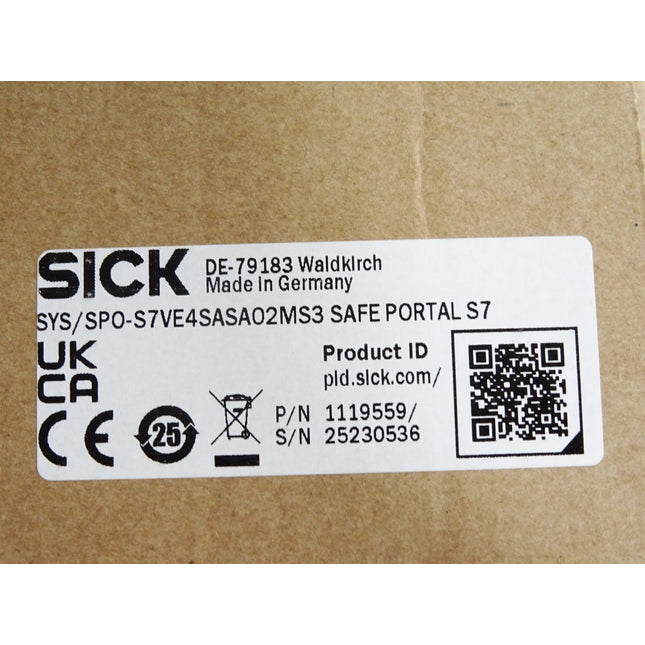 SICK
DE-79183 Waldkirch
Made in Germany
SYS/SPO-S7VE4SASA02MS3 SAFE PORTAL S7
UK
CA
Product ID
pid.sick.com/
CE
25
P/N 1119559/
S/N 25230536